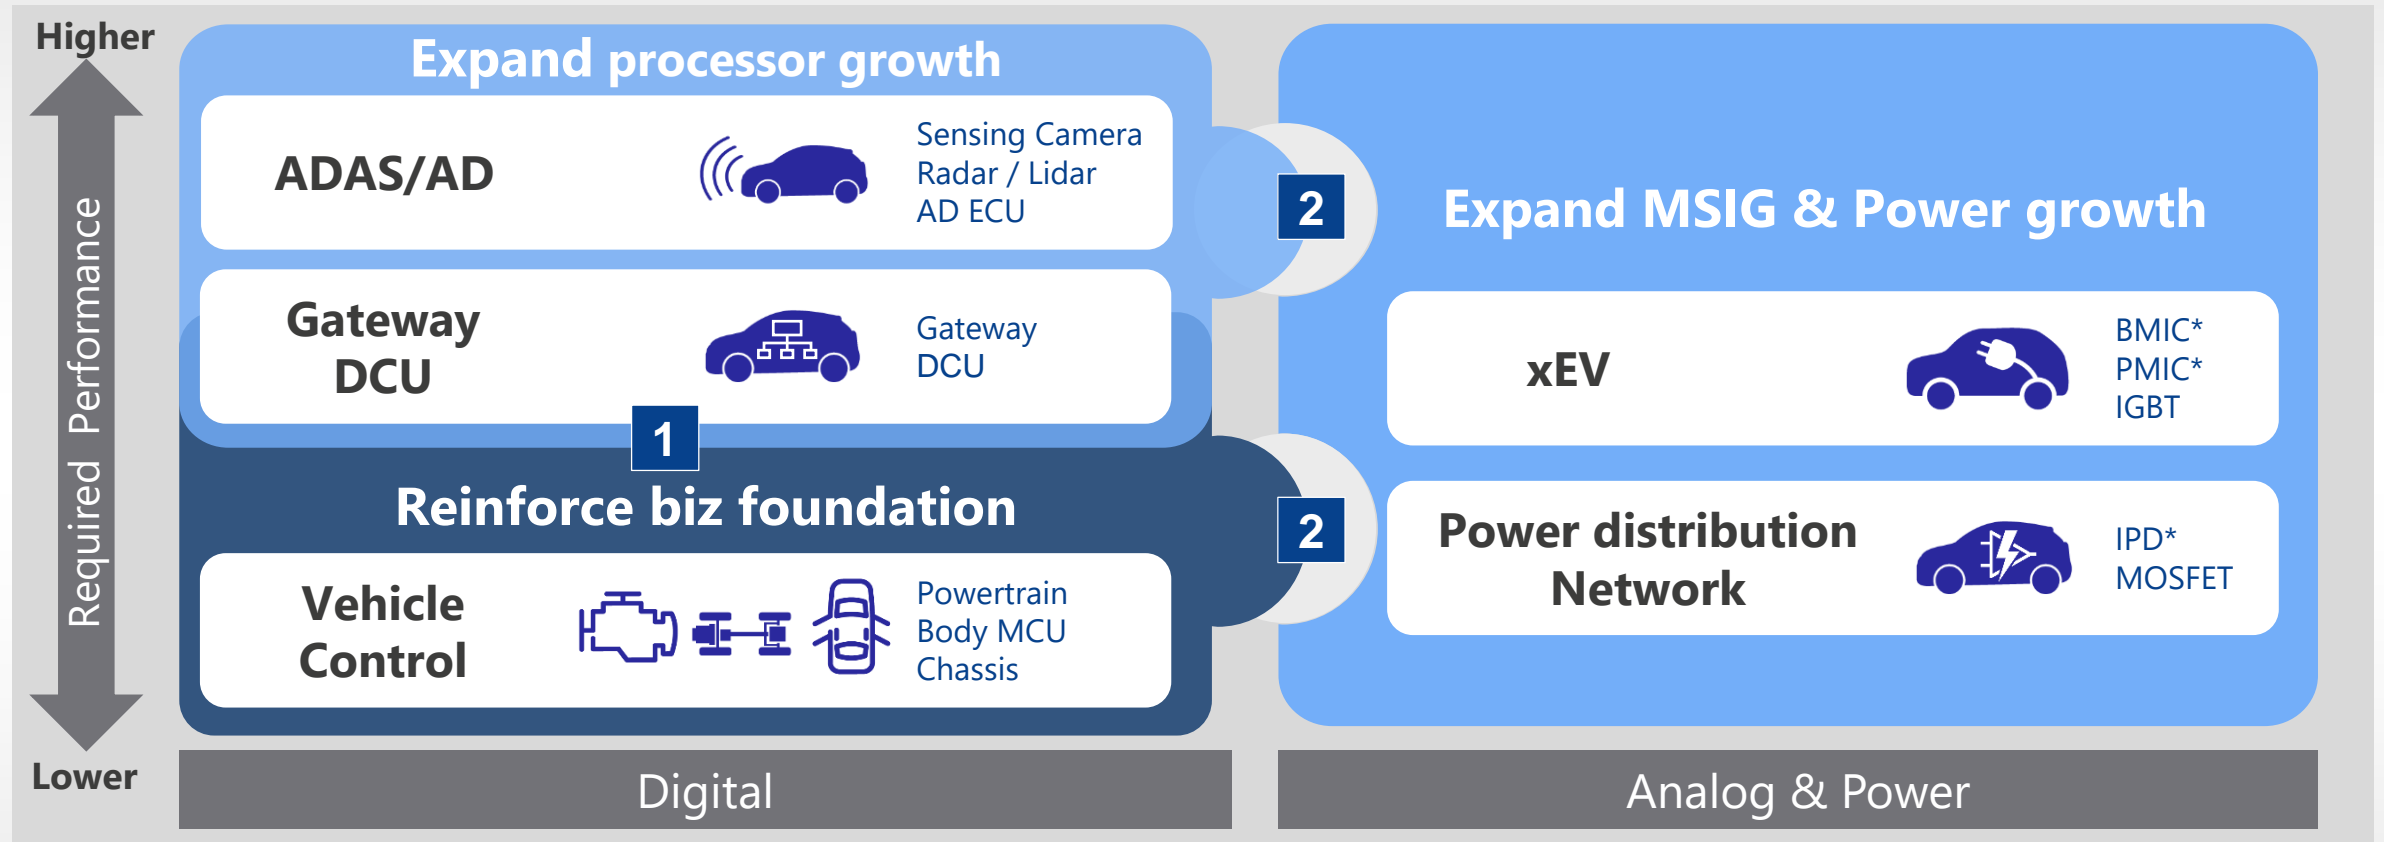 Higher
Required Performance
Lower
Expand processor growth
ADAS/AD
Sensing Camera
Radar / Lidar
AD ECU
Gateway
DCU
Gateway
DCU
1
Reinforce biz foundation
Vehicle
Control
Powertrain
Body MCU
Chassis
Digital
2
2
Expand MSIG & Power growth
xEV
BMIC*
PMIC*
IGBT
Power distribution
Network
IPD*
MOSFET
Analog & Power